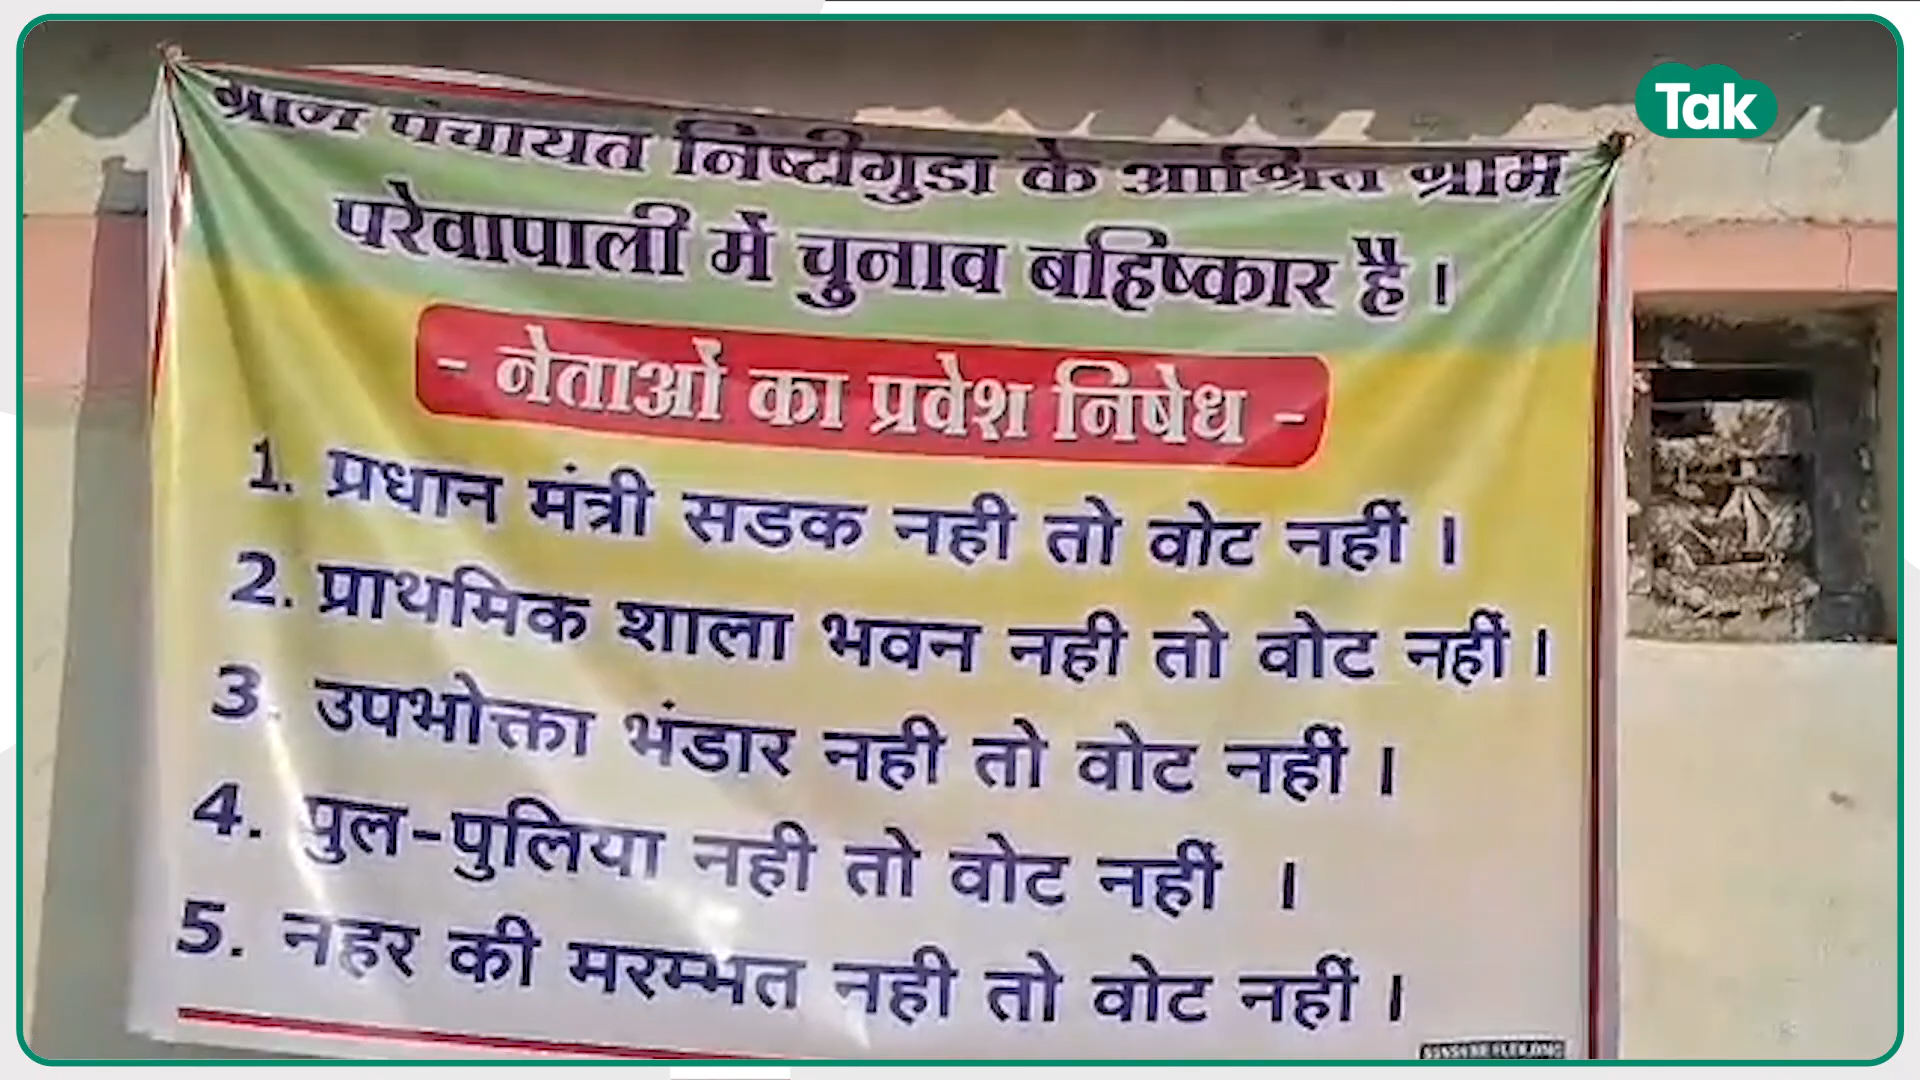 Tak
ग्राम पंचायत निष्टीगुडा के आश्रित ग्राम
परेवापाली में चुनाव बहिष्कार है।
- नेताओं का प्रवेश निषेध -
1. प्रधान मंत्री सडक नही तो वोट नहीं।
2. प्राथमिक शाला भवन नही तो वोट नहीं।
3. उपभोक्ता भंडार नही तो वोट नहीं।
4. पुल-पुलिया नही तो वोट नहीं ।
5. नहर की मरम्मत नही तो वोट नहीं।